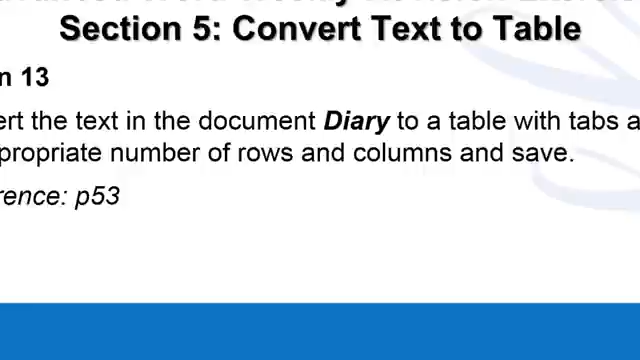 Section 5: Convert Text to Table
n 13
ert the text in the document Diary to a table with tabs a
propriate number of rows and columns and save.
rence: p53